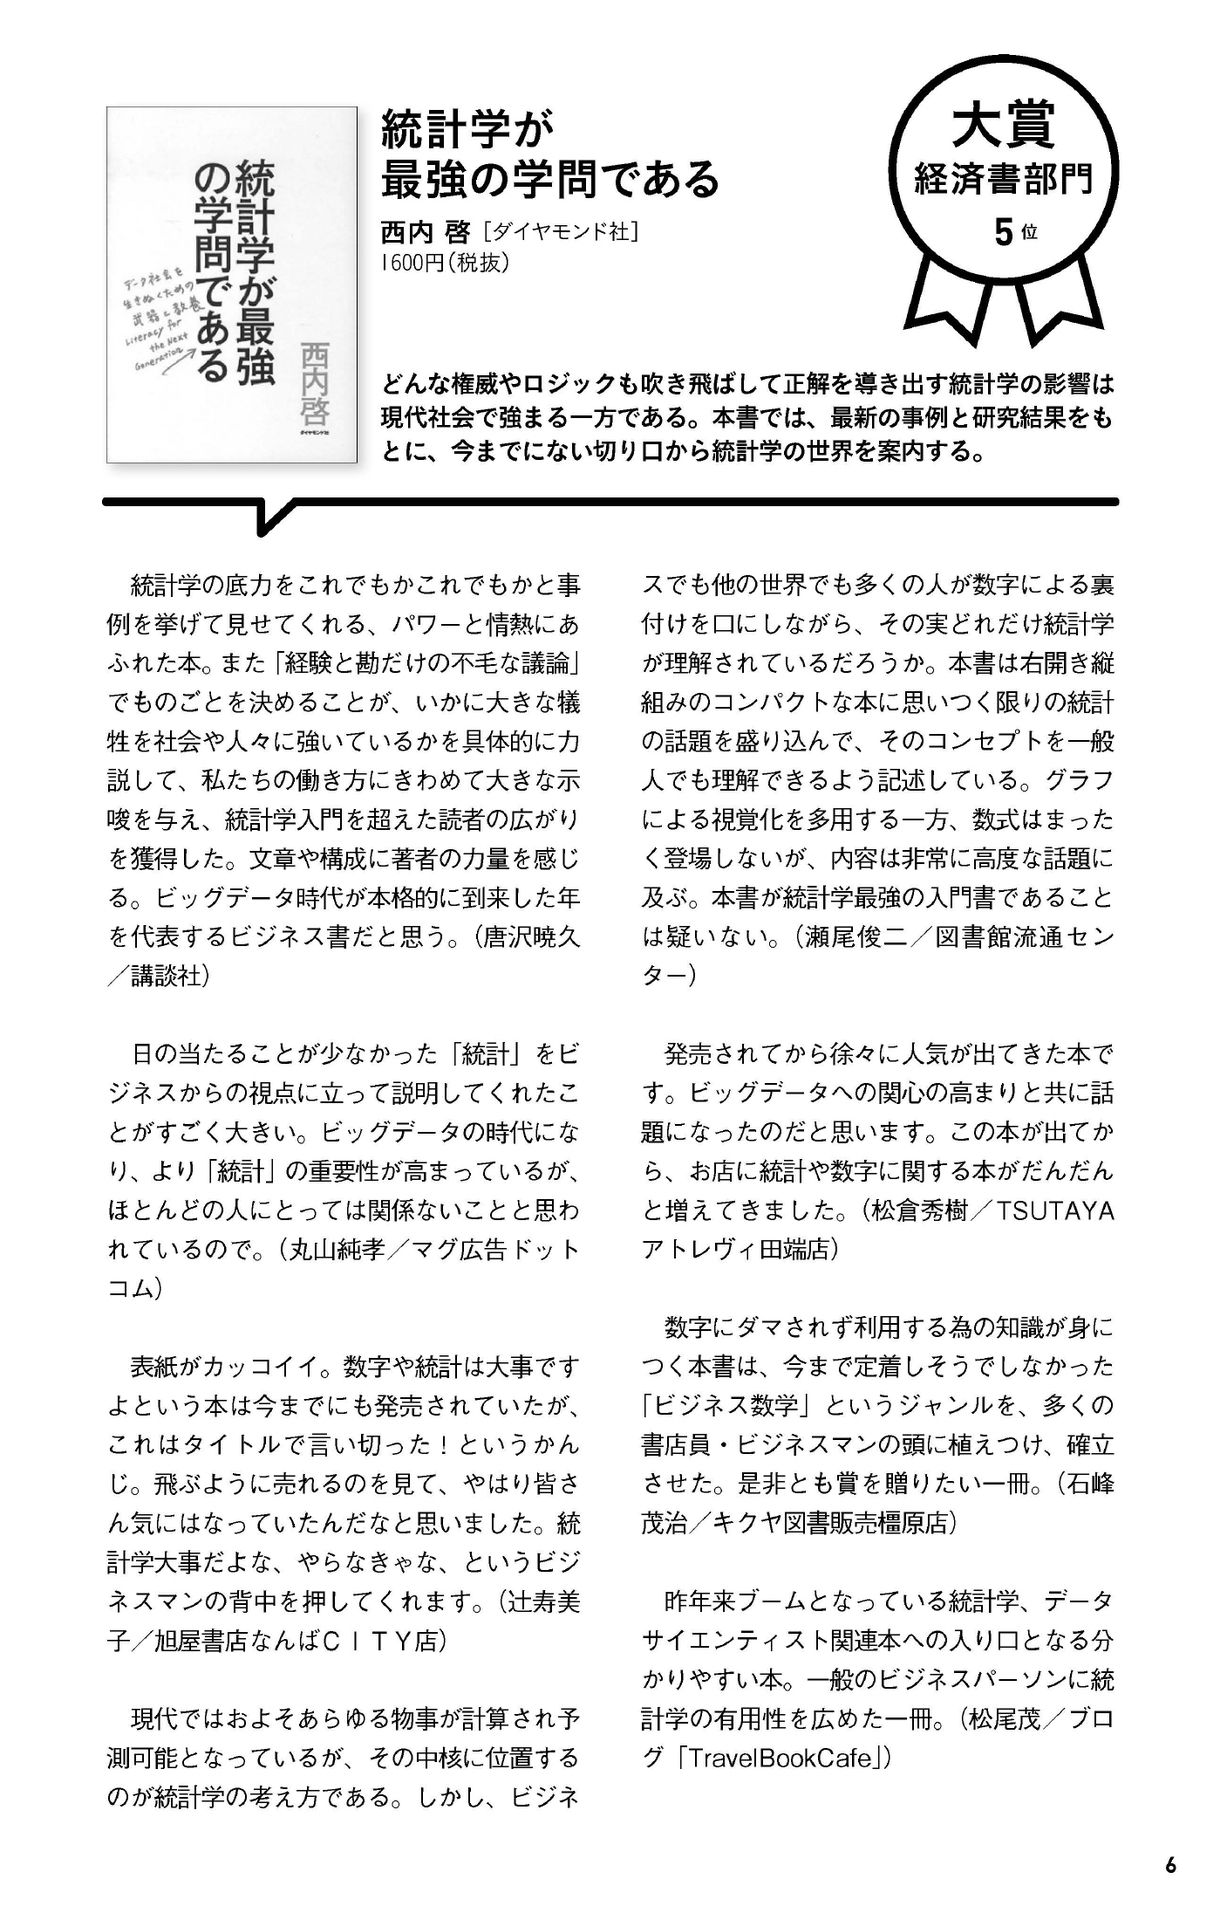 統計学が最強
の学問である
データ社会を
生きぬくための
武器と教養
Literacy for
the Next
Generation
西内啓
ダイヤモンド社
統計学が
最強の学問である
西内 啓［ダイヤモンド社］
1600円（税抜）
大賞
経済書部門
5位
どんな権威やロジックも吹き飛ばして正解を導き出す統計学の影響は
現代社会で強まる一方である。本書では、最新の事例と研究結果をも
とに、今までにない切り口から統計学の世界を案内する。
統計学の底力をこれでもかこれでもかと事
例を挙げて見せてくれる、パワーと情熱にあ
ふれた本。また「経験と勘だけの不毛な議論」
でものごとを決めることが、いかに大きな犠
牲を社会や人々に強いているかを具体的に力
説して、私たちの働き方にきわめて大きな示
唆を与え、統計学入門を超えた読者の広がり
を獲得した。文章や構成に著者の力量を感じ
る。ビッグデータ時代が本格的に到来した年
を代表するビジネス書だと思う。（唐沢暁久
／講談社）
日の当たることが少なかった「統計」をビ
ジネスからの視点に立って説明してくれたこ
とがすごく大きい。ビッグデータの時代にな
り、より「統計」の重要性が高まっているが、
ほとんどの人にとっては関係ないことと思わ
れているので。（丸山純孝／マグ広告ドット
コム）
表紙がカッコイイ。数字や統計は大事です
よという本は今までにも発売されていたが、
これはタイトルで言い切った！というかん
じ。飛ぶように売れるのを見て、やはり皆さ
ん気にはなっていたんだなと思いました。統
計学大事だよな、やらなきゃな、というビジ
ネスマンの背中を押してくれます。（辻寿美
子／旭屋書店なんばＣＩＴＹ店）
現代ではおよそあらゆる物事が計算され予
測可能となっているが、その中核に位置する
のが統計学の考え方である。しかし、ビジネ
スでも他の世界でも多くの人が数字による裏
付けを口にしながら、その実どれだけ統計学
が理解されているだろうか。本書は右開き縦
組みのコンパクトな本に思いつく限りの統計
の話題を盛り込んで、そのコンセプトを一般
人でも理解できるよう記述している。グラフ
による視覚化を多用する一方、数式はまった
く登場しないが、内容は非常に高度な話題に
及ぶ。本書が統計学最強の入門書であること
は疑いない。（瀬尾俊二／図書館流通セン
ター）
発売されてから徐々に人気が出てきた本で
す。ビッグデータへの関心の高まりと共に話
題になったのだと思います。この本が出てか
ら、お店に統計や数字に関する本がだんだん
と増えてきました。（松倉秀樹／TSUTAYA
アトレヴィ田端店）
数字にダマされず利用する為の知識が身に
つく本書は、今まで定着しそうでしなかった
「ビジネス数学」というジャンルを、多くの
書店員・ビジネスマンの頭に植えつけ、確立
させた。是非とも賞を贈りたい一冊。（石峰
茂治／キクヤ図書販売橿原店）
昨年来ブームとなっている統計学、データ
サイエンティスト関連本への入り口となる分
かりやすい本。一般のビジネスパーソンに統
計学の有用性を広めた一冊。（松尾茂／ブロ
グ「TravelBookCafe」）
6